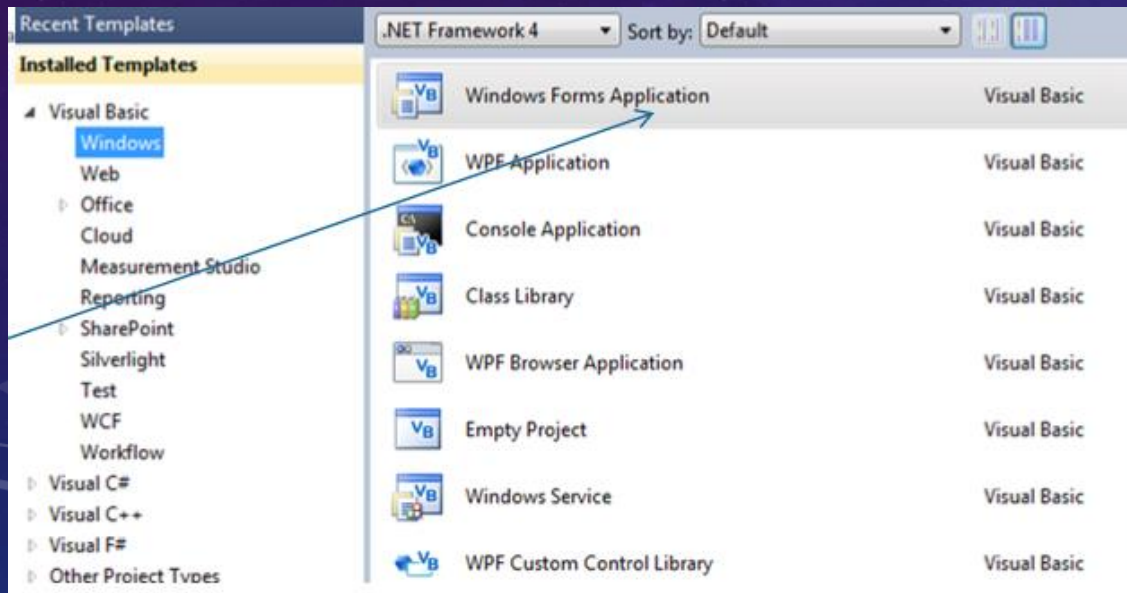 Recent Templates
.NET Framework 4 Sort by: Default
Installed Templates
Visual Basic
Windows
Web
Office
Cloud
Measurement Studio
Reporting
SharePoint
Silverlight
Test
WCF
Workflow
Visual C#
Visual C++
Visual F#
Other Project Types
Windows Forms Application Visual Basic
WPF Application Visual Basic
Console Application Visual Basic
Class Library Visual Basic
WPF Browser Application Visual Basic
Empty Project Visual Basic
Windows Service Visual Basic
WPF Custom Control Library Visual Basic